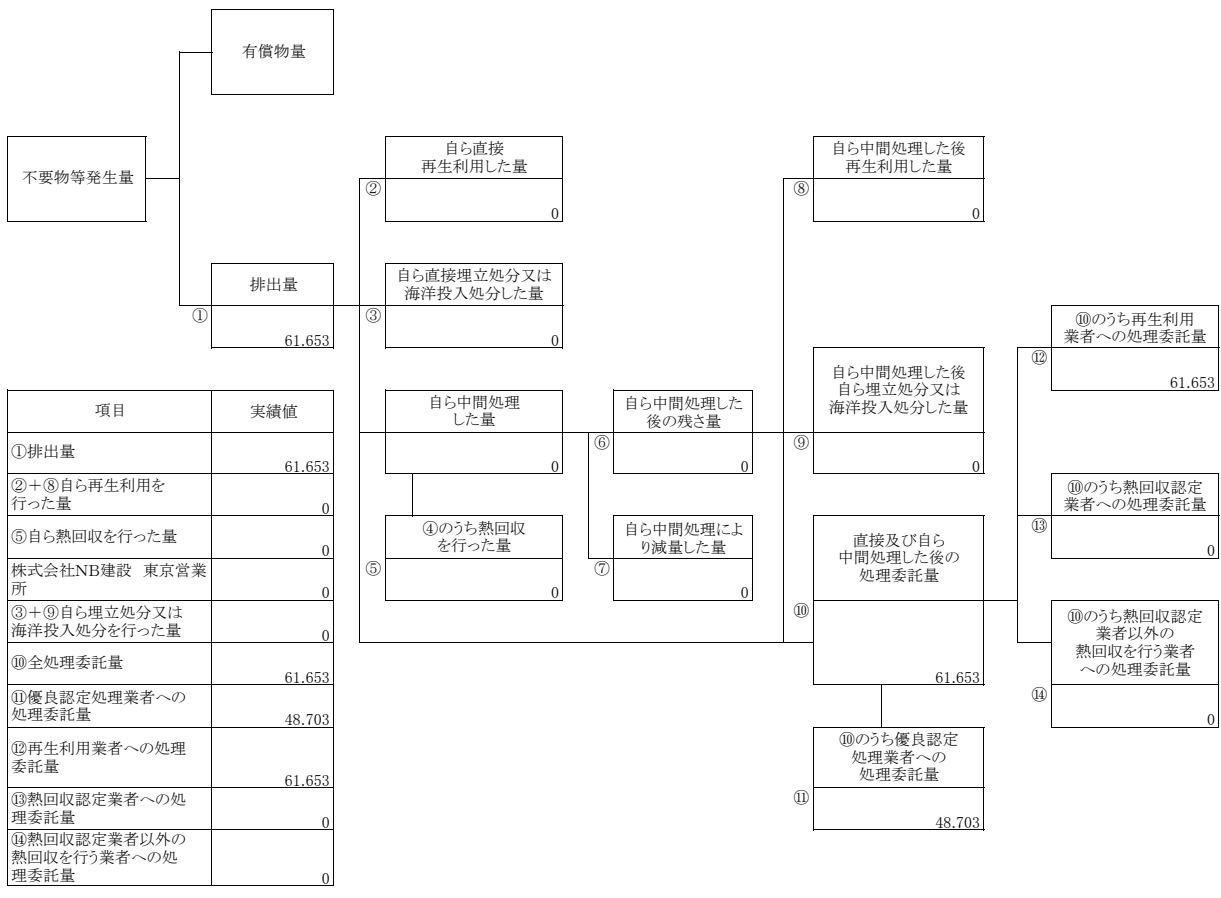 有償物量
不要物等発生量
自ら直接
再生利用した量
②
0
自ら中間処理した後
再生利用した量
⑧
0
排出量
①
61.653
自ら直接埋立処分又は
海洋投入処分した量
③
0
⑩のうち再生利用
業者への処理委託量
⑫
61.653
自ら中間処理
した量
0
自ら中間処理した
後の残さ量
⑥
0
自ら中間処理した後
自ら埋立処分又は
海洋投入処分した量
⑨
0
⑩のうち熱回収認定
業者への処理委託量
⑬
0
④のうち熱回収
を行った量
⑤
0
自ら中間処理によ
り減量した量
⑦
0
直接及び自ら
中間処理した後の
処理委託量
⑩
61.653
⑩のうち熱回収認定
業者以外の
熱回収を行う業者
への処理委託量
⑭
0
⑩のうち優良認定
処理業者への
処理委託量
⑪
48.703
項目 実績値
①排出量
61.653
②＋⑧自ら再生利用を
行った量
0
⑤自ら熱回収を行った量
0
株式会社NB建設　東京営業
所
0
③＋⑨自ら埋立処分又は
海洋投入処分を行った量
0
⑩全処理委託量
61.653
⑪優良認定処理業者への
処理委託量
48.703
⑫再生利用業者への処理
委託量
61.653
⑬熱回収認定業者への処
理委託量
0
⑭熱回収認定業者以外の
熱回収を行う業者への処
理委託量
0